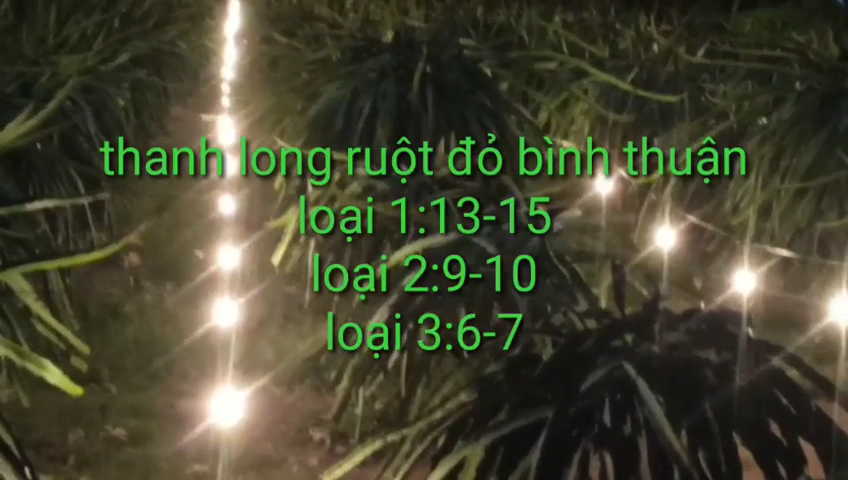 thanh long ruột đỏ bình thuận
loại 1:13-15
loại 2:9-10
loại 3:6-7